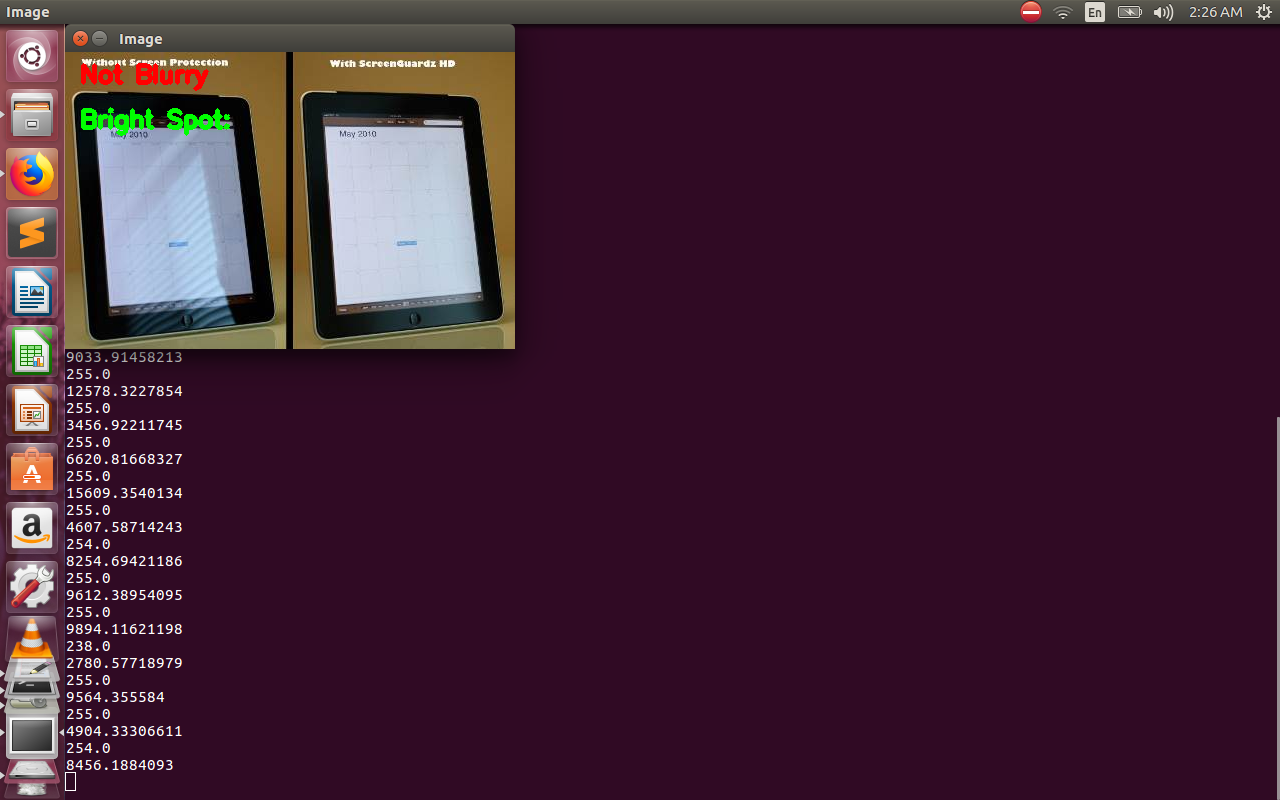 Image
En
2:26 AM
Image
Without Screen Protection
With ScreenGuardz HD
Not Blurry
Bright Spot:
May 2010
May 2010
9033.91458213
255.0
12578.3227854
255.0
3456.92211745
255.0
6620.81668327
255.0
15609.3540134
255.0
4607.58714243
254.0
8254.69421186
255.0
9612.38954095
255.0
9894.11621198
238.0
2780.57718979
255.0
9564.355584
255.0
4904.33306611
254.0
8456.1884093